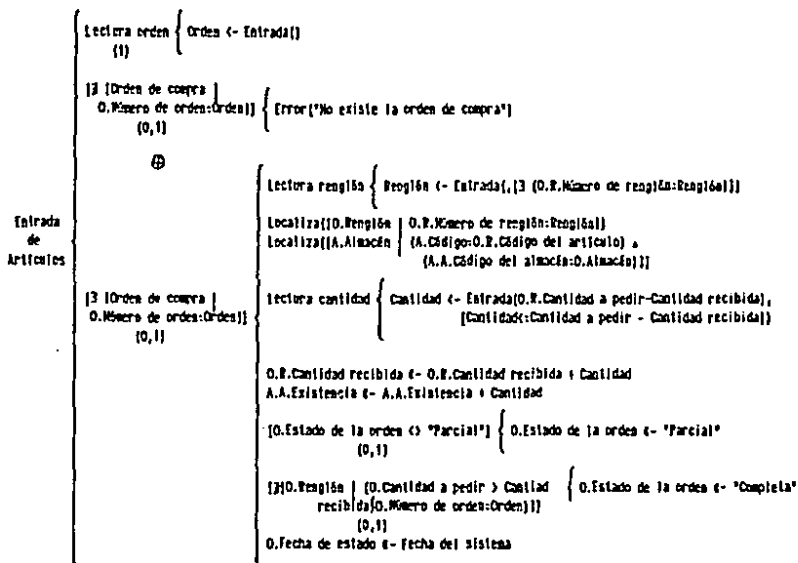 Lectura orden { Orden <- Entrada()
(1)
[∃ [Orden de compra |
O.Número de orden:Orden]] { Error("No existe la orden de compra")
(0,1)
⊕
Entrada
de
Artículos
Lectura renglón { Renglón <- Entrada(,[∃ (O.R.Número de renglón:Renglón)])
Localiza([O.Renglón | O.R.Número de renglón:Renglón])
Localiza([A.Almacén | (A.Código:O.R.Código del artículo) ∧
(A.A.Código del almacén:O.Almacén)])
[∃ [Orden de compra |
O.Número de orden:Orden]]
(0,1)
Lectura cantidad { Cantidad <- Entrada(O.R.Cantidad a pedir-Cantidad recibida),
[Cantidad<:Cantidad a pedir - Cantidad recibida])
O.R.Cantidad recibida <- O.R.Cantidad recibida + Cantidad
A.A.Existencia <- A.A.Existencia + Cantidad
[O.Estado de la orden <> "Parcial"] { O.Estado de la orden <- "Parcial"
(0,1)
[∄[O.Renglón | (O.Cantidad a pedir > Cantiad { O.Estado de la orden <- "Completa"
recibida)O.Número de orden:Orden)]]
(0,1)
O.Fecha de estado <- Fecha del sistema